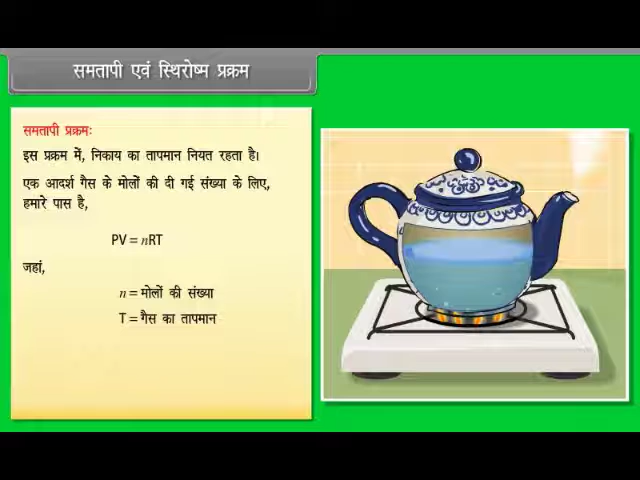 समतापी एवं स्थिरोष्म प्रक्रम
समतापी प्रक्रमः
इस प्रक्रम में, निकाय का तापमान नियत रहता है।
एक आदर्श गैस के मोलों की दी गई संख्या के लिए,
हमारे पास है,
PV = nRT
जहां,
n = मोलों की संख्या
T = गैस का तापमान